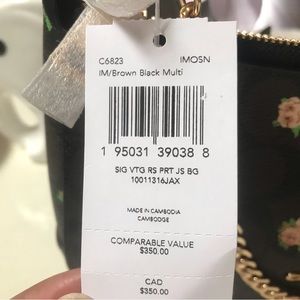 C6823 IMOSN
IM/Brown Black Multi
1 95031 39038 8
SIG VTG RS PRT JS BG
10011316JAX
MADE IN CAMBODIA
CAMBODGE
COMPARABLE VALUE
$350.00
CAD
$350.00